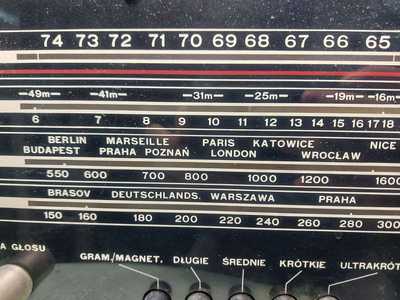 74 73 72 71 70 69 68 67 66 65
49m 41m 31m 25m 19m 16m
6 7 8 9 10 11 12 13 14 15 16 17 18
BERLIN MARSEILLE PARIS KATOWICE NICE
BUDAPEST PRAHA POZNAŃ LONDON WROCŁAW
550 600 700 800 1000 1200 1600
BRASOV DEUTSCHLANDS. WARSZAWA PRAHA
150 160 180 200 220 240 260 280 300
A GŁOSU
GRAM./MAGNET. DŁUGIE ŚREDNIE KRÓTKIE ULTRAKRÓT